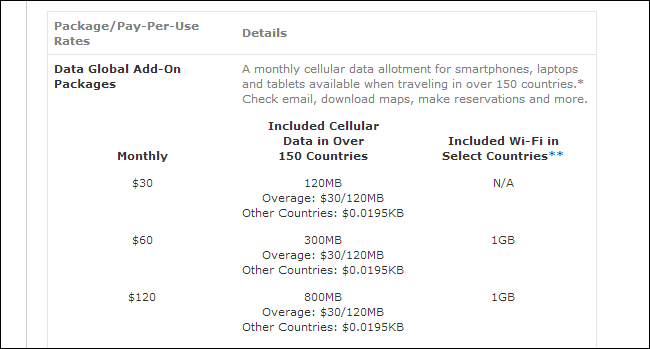 Package/Pay-Per-Use
Rates
Details
Data Global Add-On
Packages
A monthly cellular data allotment for smartphones, laptops
and tablets available when traveling in over 150 countries.*
Check email, download maps, make reservations and more.
Monthly
Included Cellular
Data in Over
150 Countries
Included Wi-Fi in
Select Countries**
$30
120MB
Overage: $30/120MB
Other Countries: $0.0195KB
N/A
$60
300MB
Overage: $30/120MB
Other Countries: $0.0195KB
1GB
$120
800MB
Overage: $30/120MB
Other Countries: $0.0195KB
1GB